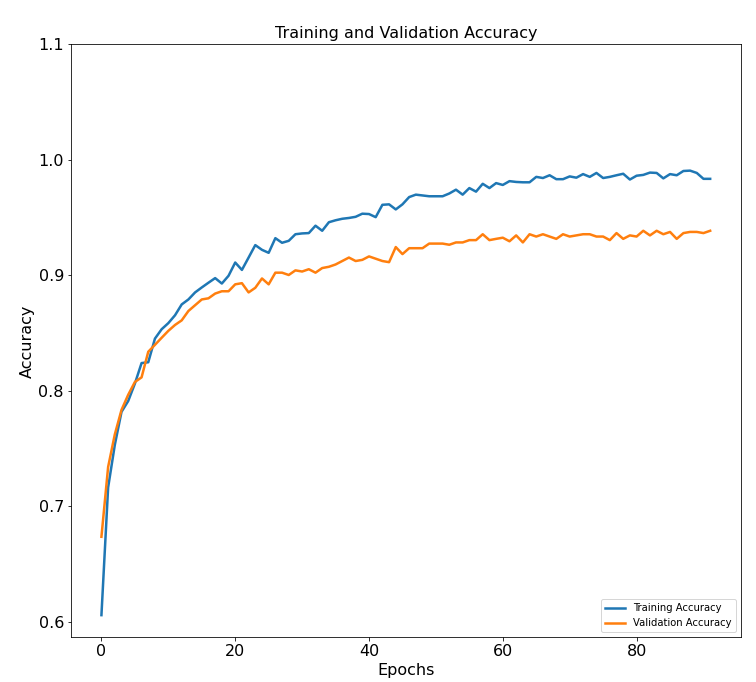 Training and Validation Accuracy
1.1
1.0
0.9
0.8
0.7
0.6
Accuracy
0
20
40
60
80
Epochs
Training Accuracy
Validation Accuracy